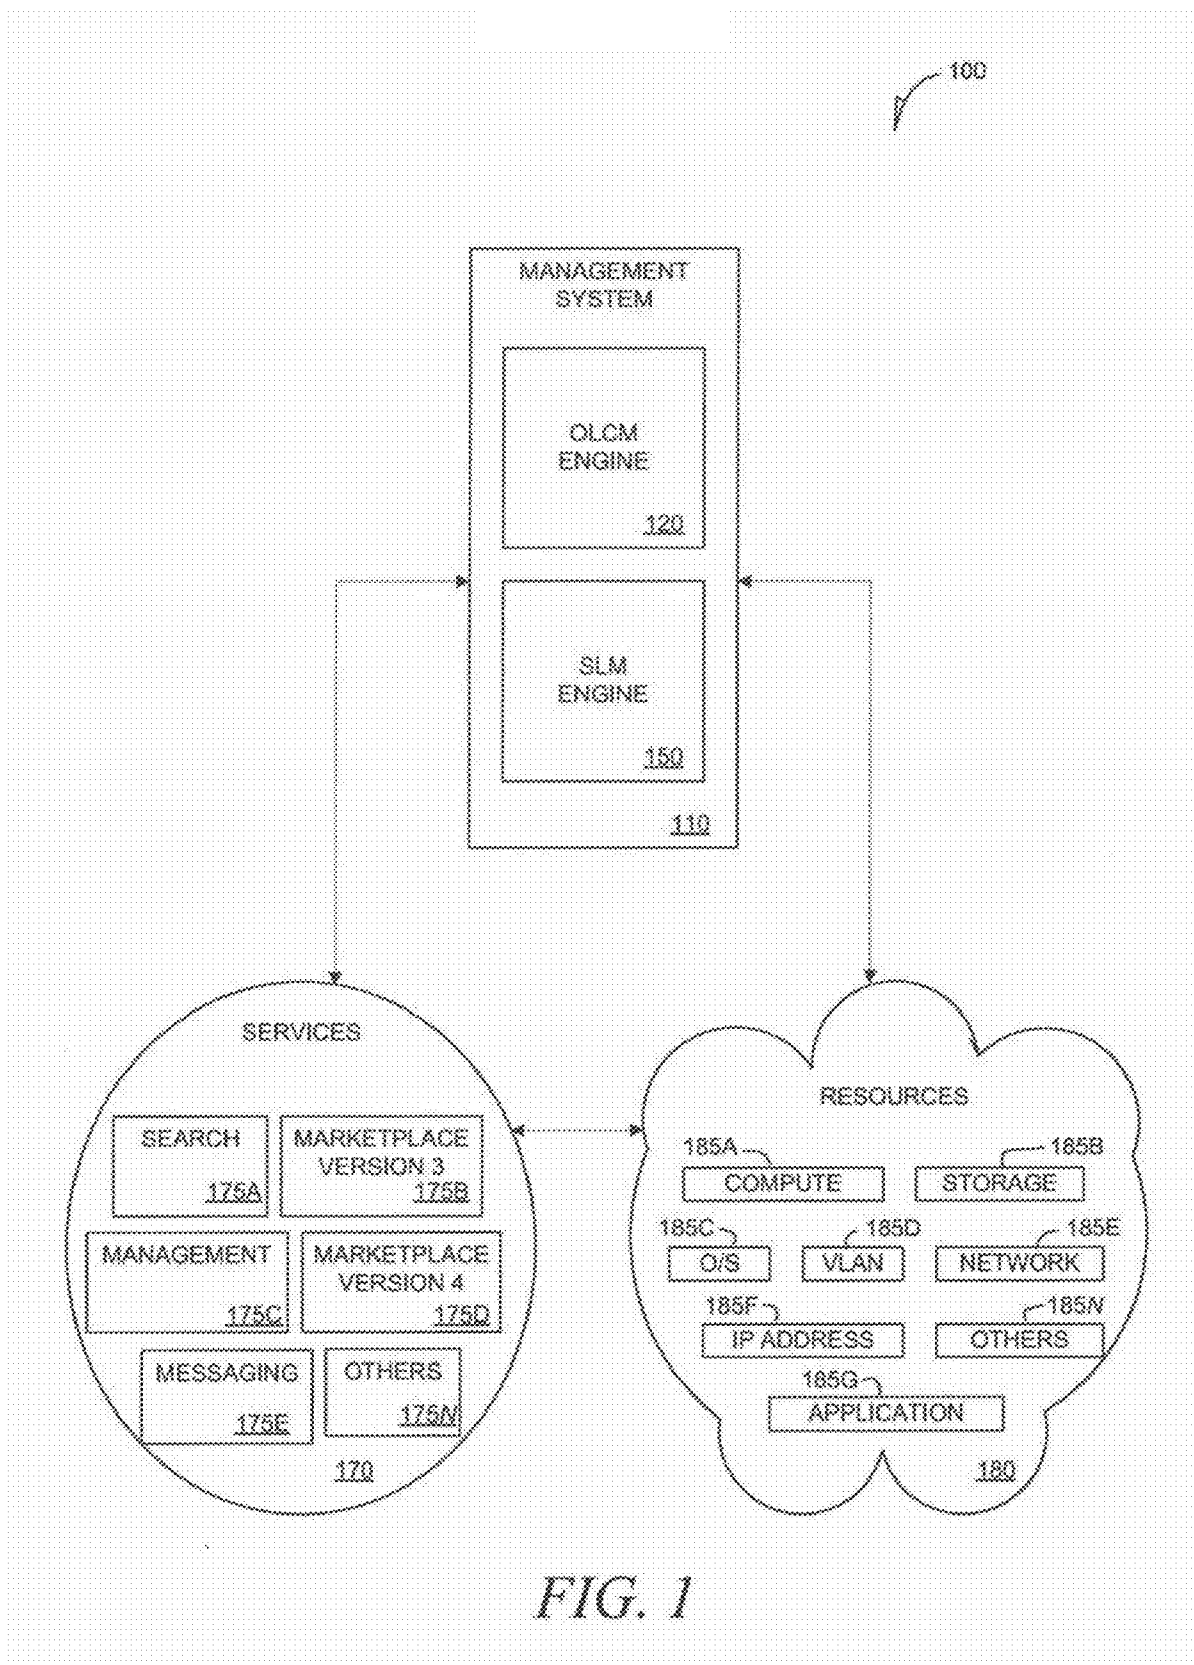 100
MANAGEMENT
SYSTEM
OLCM
ENGINE
120
SLM
ENGINE
150
110
SERVICES
SEARCH
175A
MARKETPLACE
VERSION 3
175B
MANAGEMENT
175C
MARKETPLACE
VERSION 4
175D
MESSAGING
175E
OTHERS
175N
170
RESOURCES
185A
COMPUTE
185B
STORAGE
185C
O/S
185D
VLAN
185E
NETWORK
185F
IP ADDRESS
185N
OTHERS
185G
APPLICATION
180
FIG. 1